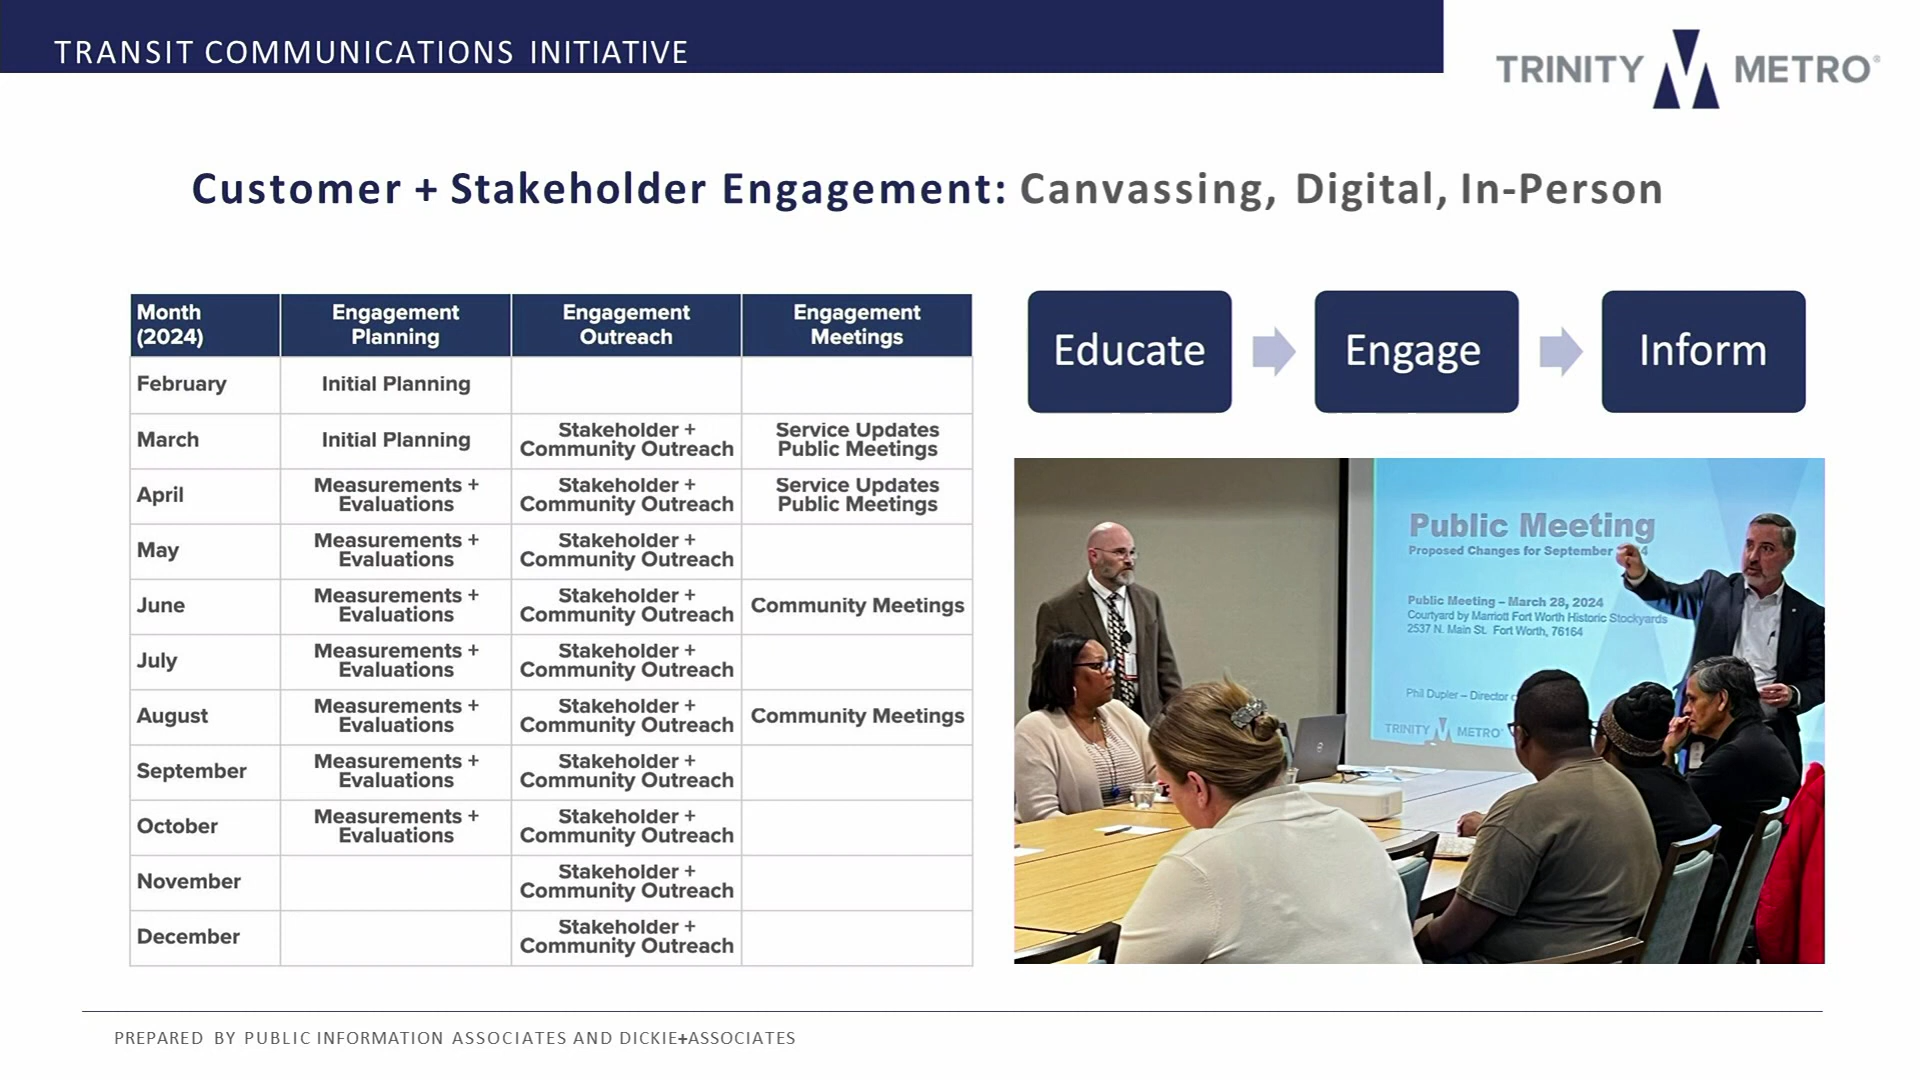 TRANSIT COMMUNICATIONS INITIATIVE
TRINITY METRO®
Customer + Stakeholder Engagement: Canvassing, Digital, In-Person
Month (2024) Engagement Planning Engagement Outreach Engagement Meetings
February Initial Planning
March Initial Planning Stakeholder + Community Outreach Service Updates Public Meetings
April Measurements + Evaluations Stakeholder + Community Outreach Service Updates Public Meetings
May Measurements + Evaluations Stakeholder + Community Outreach
June Measurements + Evaluations Stakeholder + Community Outreach Community Meetings
July Measurements + Evaluations Stakeholder + Community Outreach
August Measurements + Evaluations Stakeholder + Community Outreach Community Meetings
September Measurements + Evaluations Stakeholder + Community Outreach
October Measurements + Evaluations Stakeholder + Community Outreach
November Stakeholder + Community Outreach
December Stakeholder + Community Outreach
Educate Engage Inform
Public Meeting
Proposed Changes for September
Public Meeting – March 28, 2024
Courtyard by Marriott Fort Worth Historic Stockyards
2537 N. Main St. Fort Worth, 76164
Phil Dupler – Director
TRINITY METRO
PREPARED BY PUBLIC INFORMATION ASSOCIATES AND DICKIE+ASSOCIATES